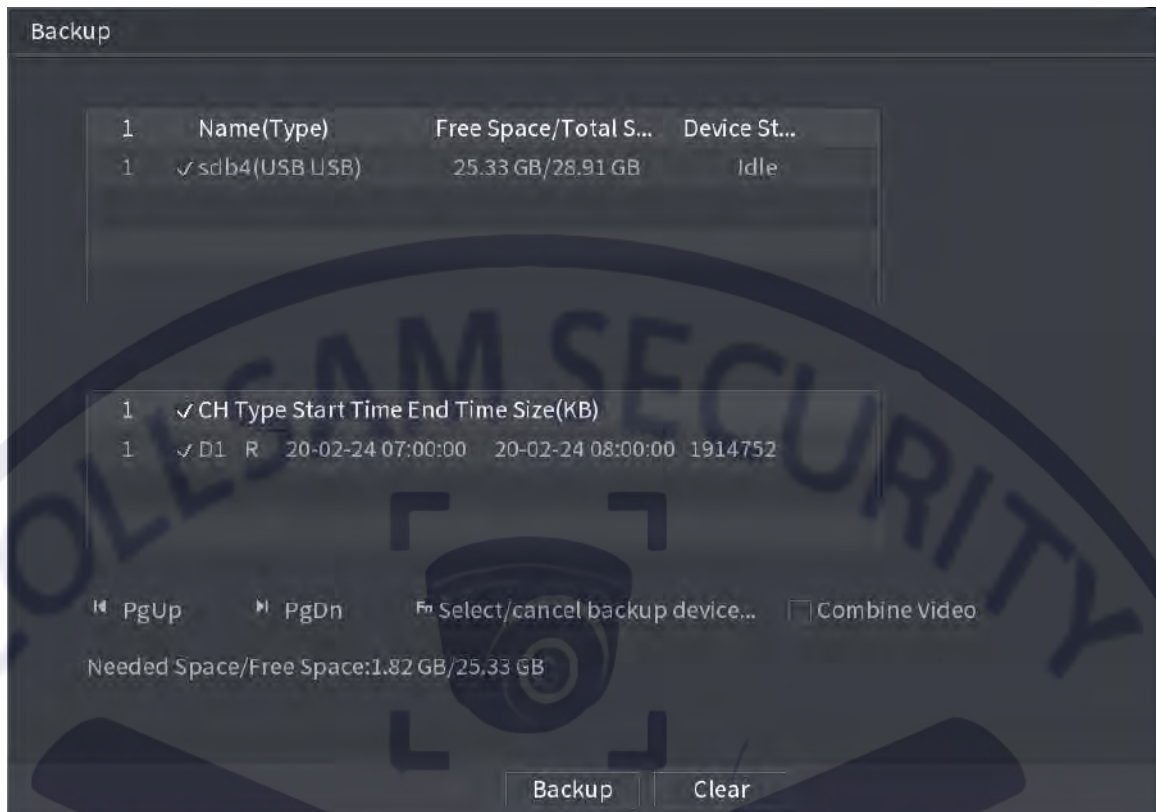 Backup
1 Name(Type) Free Space/Total S... Device St...
1 sdb4(USB USB) 25.33 GB/28.91 GB Idle
1 CH Type Start Time End Time Size(KB)
1 D1 R 20-02-24 07:00:00 20-02-24 08:00:00 1914752
PgUp PgDn Fn Select/cancel backup device... Combine Video
Needed Space/Free Space:1.82 GB/25.33 GB
Backup Clear
OLLSAM SECURITY